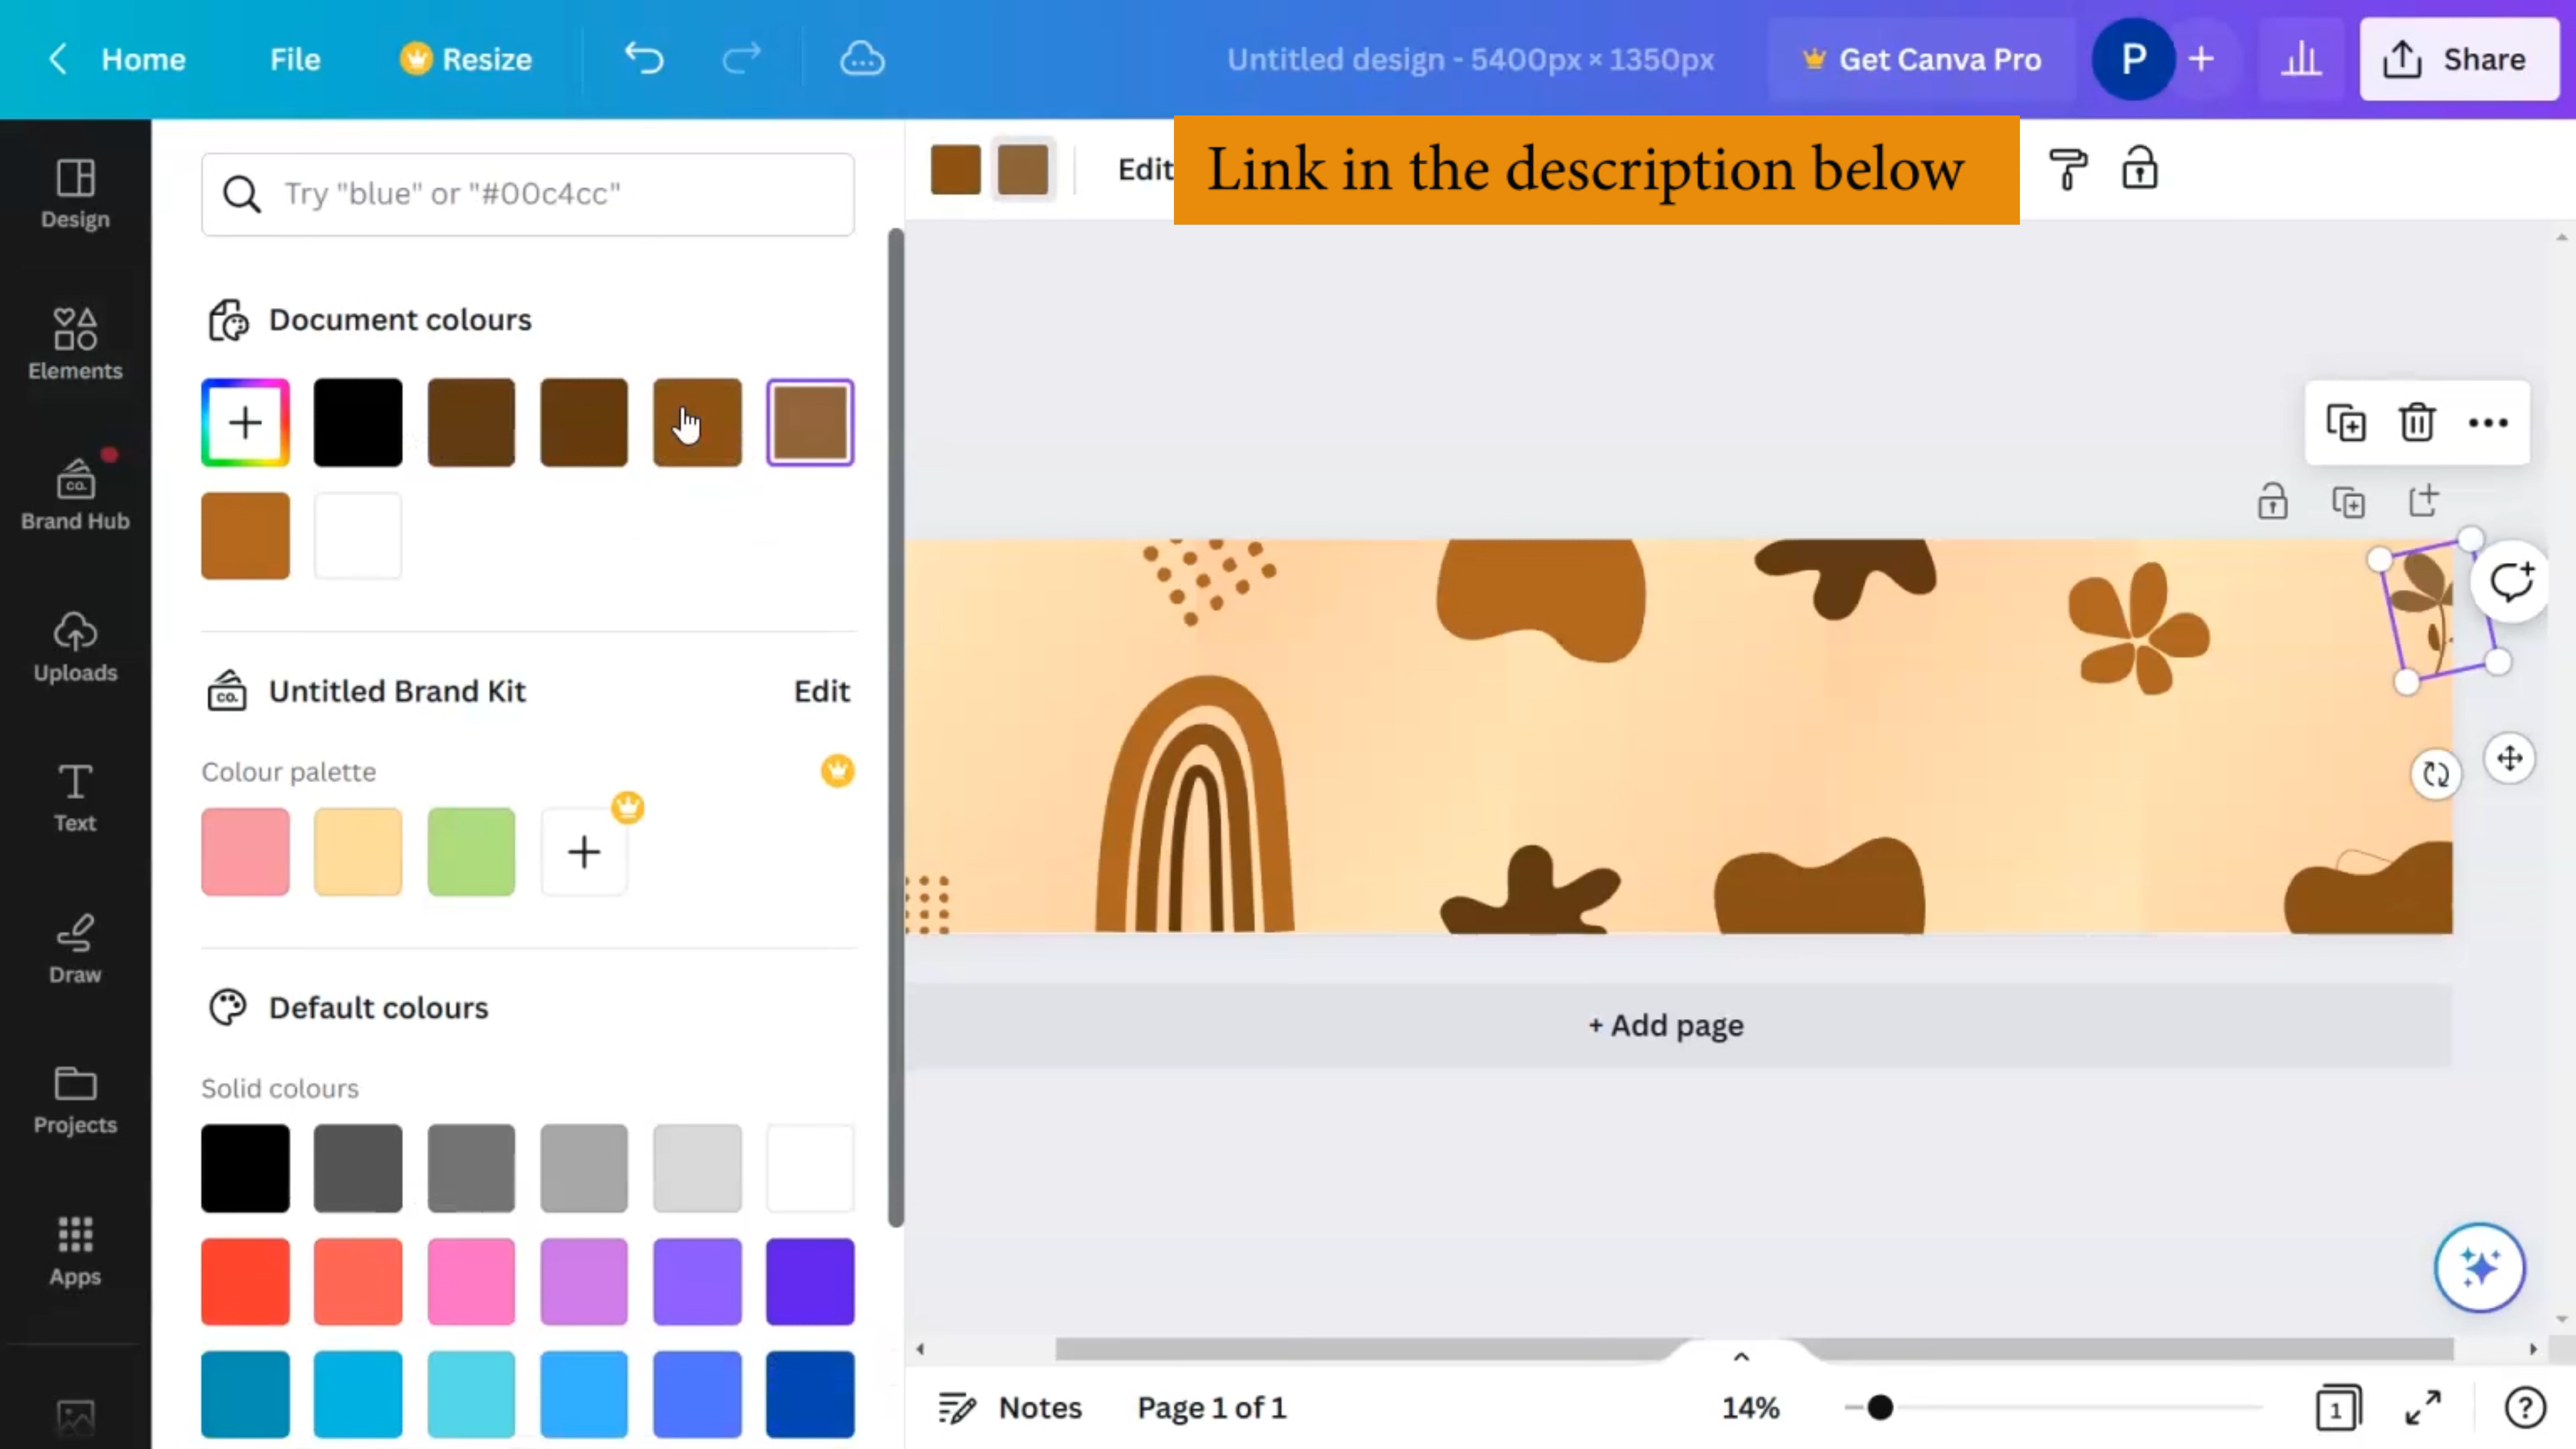 Home File Resize Untitled design - 5400px × 1350px Get Canva Pro P + Share
Link in the description below
Edit
Try "blue" or "#00c4cc"
Design
Elements
CO.
Brand Hub
Uploads
Text
Draw
Projects
Apps
Document colours
CO.
Untitled Brand Kit Edit
Colour palette
Default colours
Solid colours
+ Add page
Notes Page 1 of 1 14% 1 ?